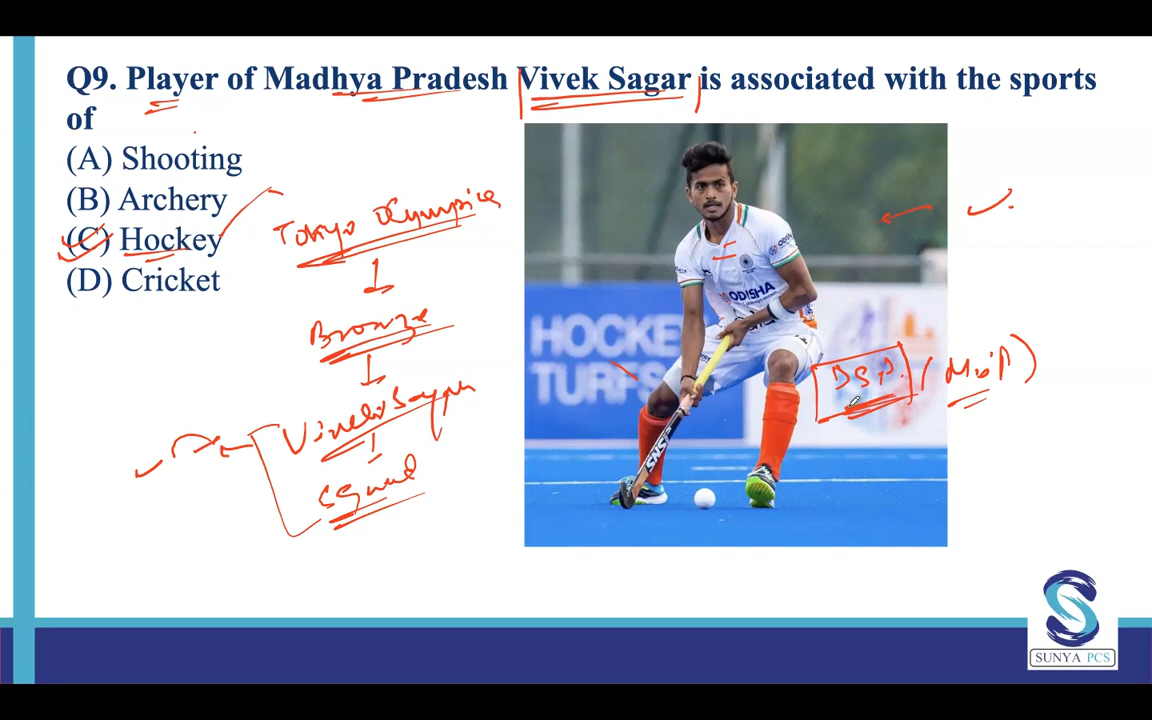 Q9. Player of Madhya Pradesh Vivek Sagar is associated with the sports
of
(A) Shooting
(B) Archery
(C) Hockey
(D) Cricket
Tokyo Olympics
Bronze
Vivek Sagar
Squad
ODISHA
HOCKEY
TURFS
SNS
D.S.P. (M.P)
SUNYA PCS